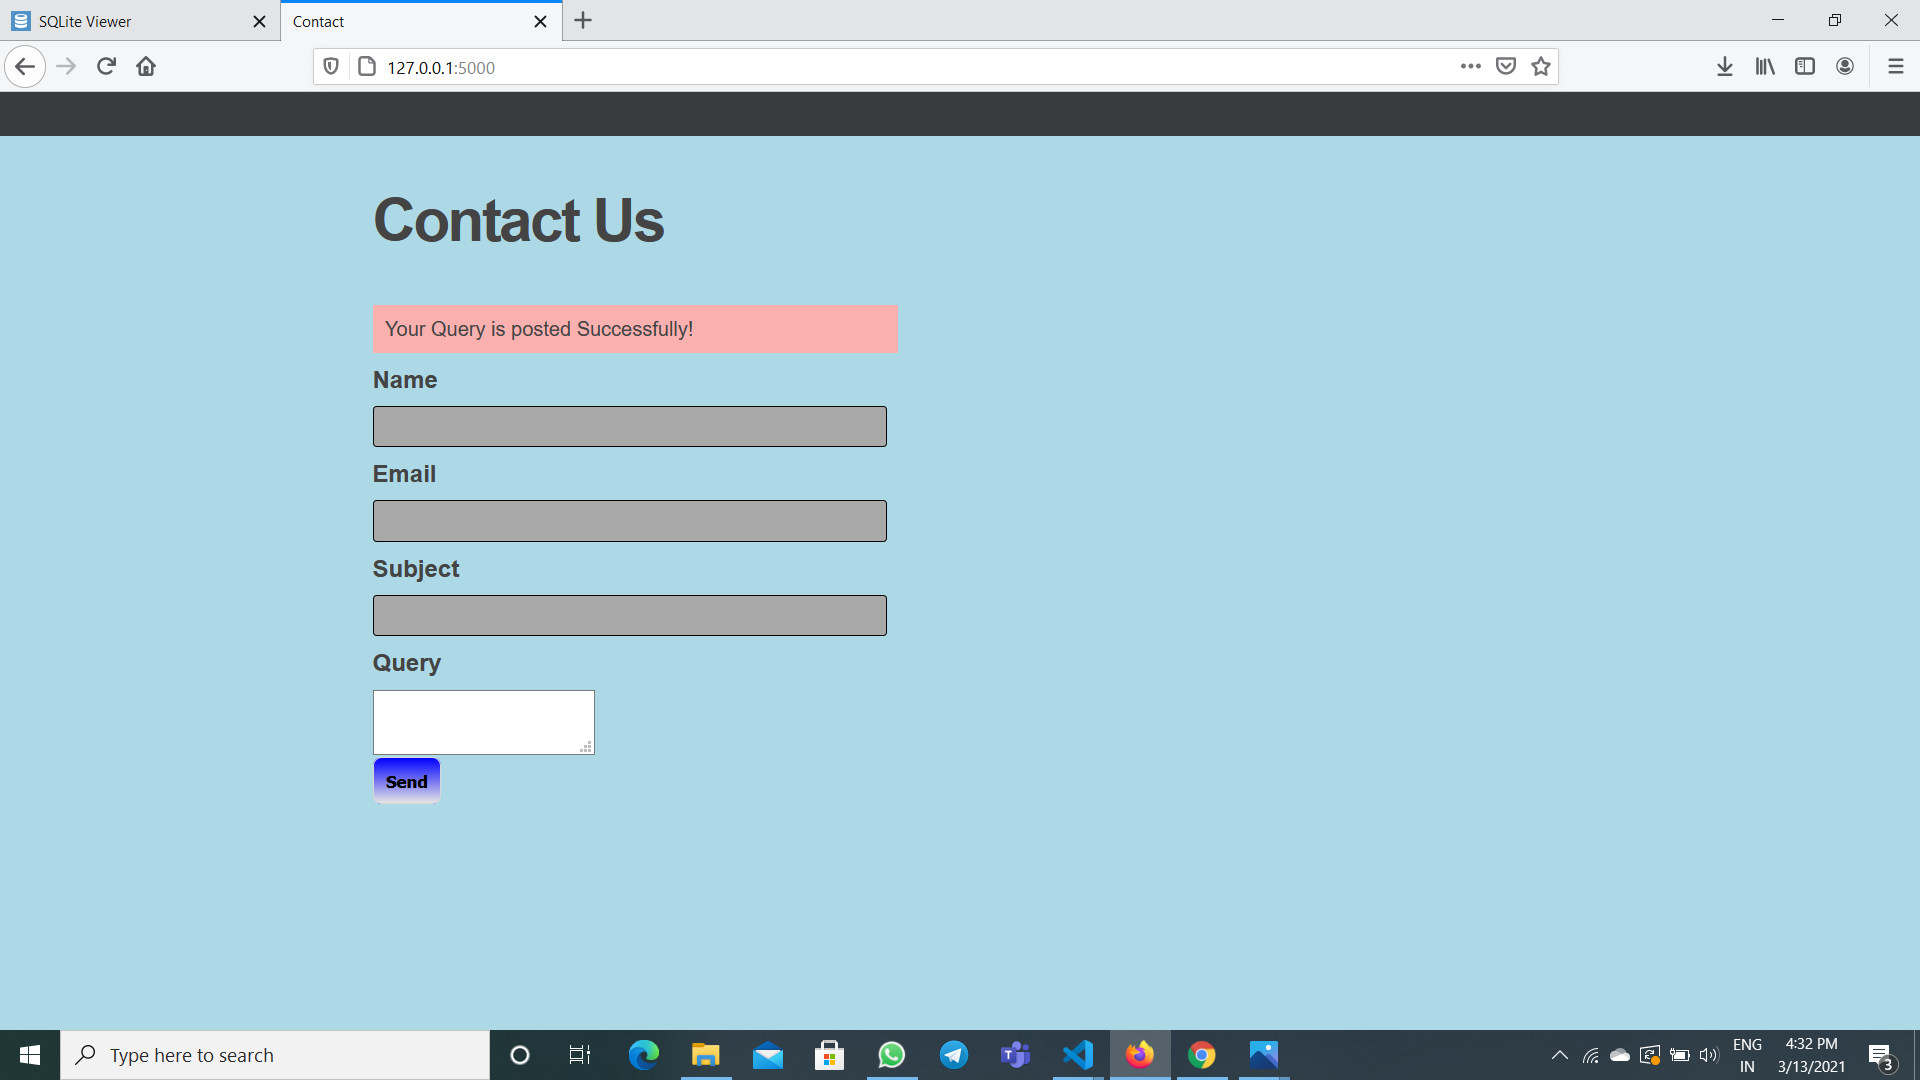 SQLite Viewer
Contact
127.0.0.1:5000
Contact Us
Your Query is posted Successfully!
Name
Email
Subject
Query
Send
Type here to search
ENG
IN
4:32 PM
3/13/2021
3